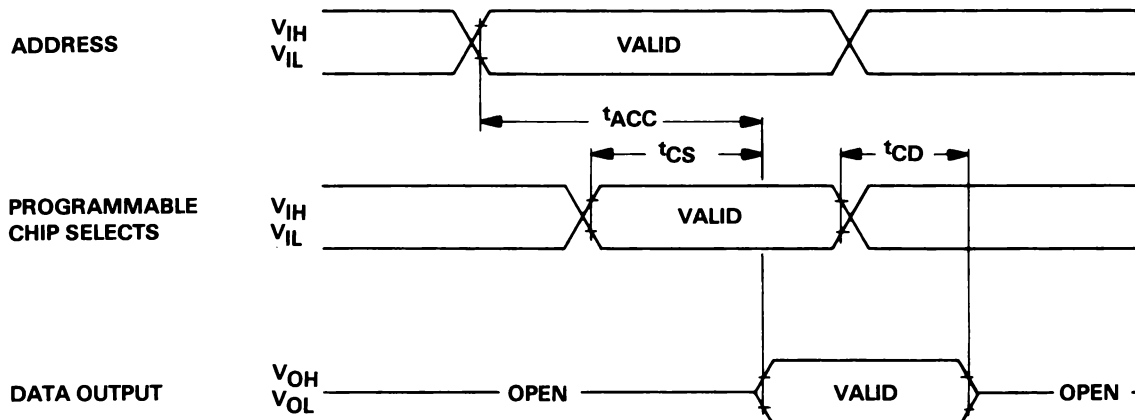 ADDRESS
VIH
VIL
VALID
tACC
tCS
tCD
PROGRAMMABLE
CHIP SELECTS
VIH
VIL
VALID
DATA OUTPUT
VOH
VOL
OPEN
VALID
OPEN